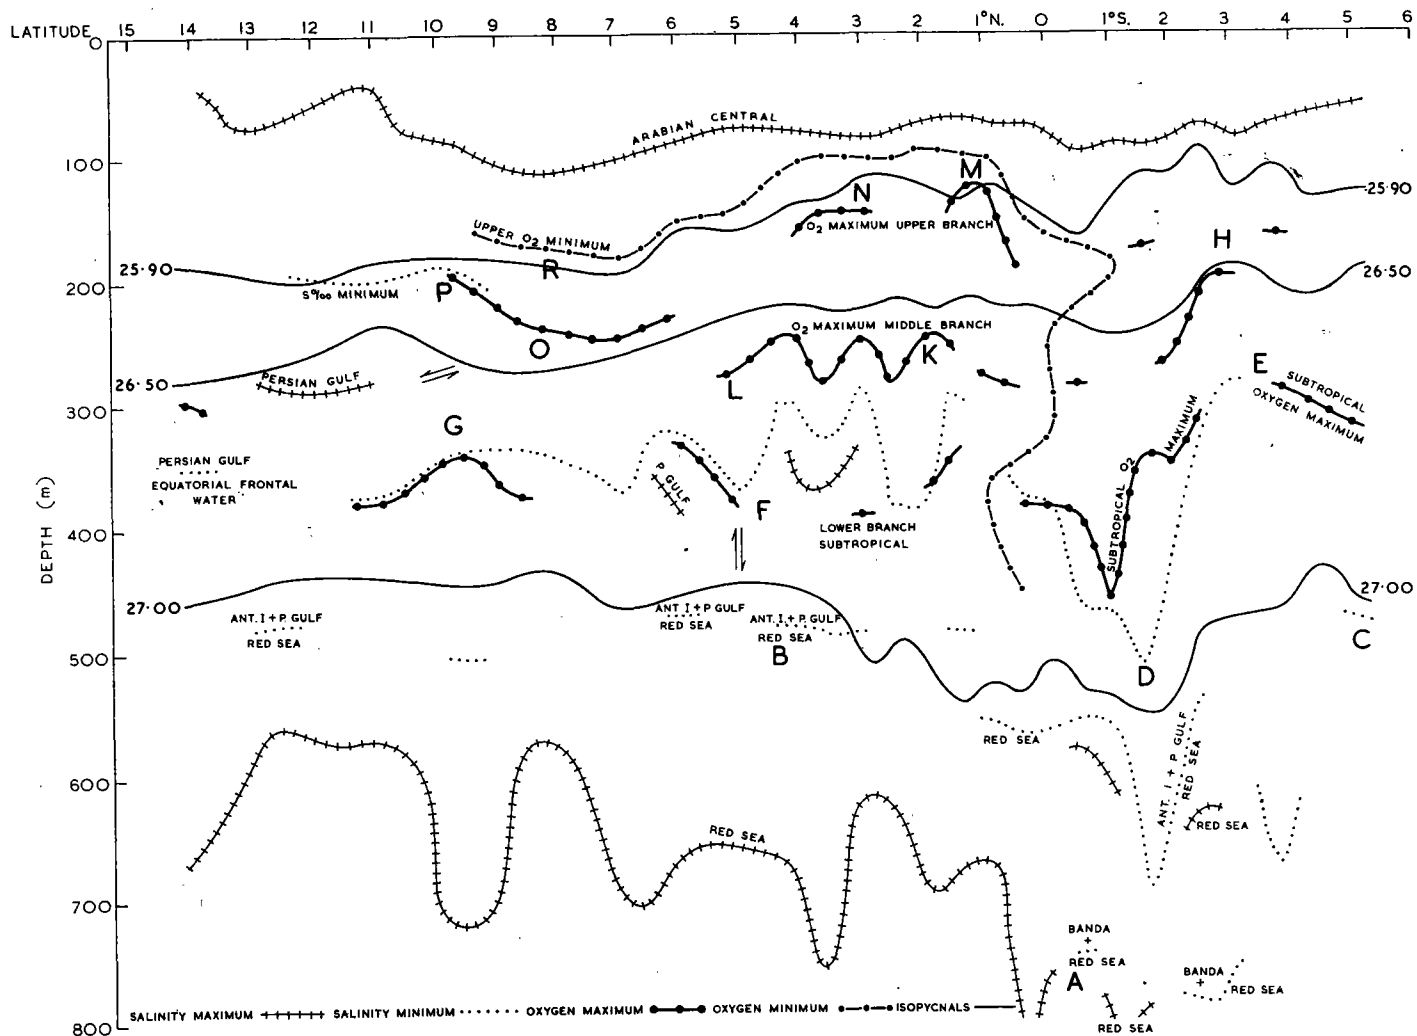 LATITUDE 15 14 13 12 11 10 9 8 7 6 5 4 3 2 1°N. 0 1°S. 2 3 4 5 6
0
ARABIAN CENTRAL
100
M
25.90
N
UPPER O2 MINIMUM
O2 MAXIMUM UPPER BRANCH
H
25.90
R
26.50
200
S‰ MINIMUM
P
O
O2 MAXIMUM MIDDLE BRANCH
K
E
SUBTROPICAL
OXYGEN MAXIMUM
26.50
PERSIAN GULF
L
300
G
MAXIMUM
O2
SUBTROPICAL
PERSIAN GULF
EQUATORIAL FRONTAL
WATER
P GULF
F
LOWER BRANCH
SUBTROPICAL
DEPTH (m)
400
27.00
27.00
ANT. I + P. GULF
RED SEA
ANT. I + P GULF
RED SEA
ANT. I. + P. GULF
RED SEA
B
C
500
D
RED SEA
ANT. I + P GULF
RED SEA
600
RED SEA
RED SEA
700
BANDA
+
RED SEA
A
BANDA
+
RED SEA
RED SEA
800
SALINITY MAXIMUM SALINITY MINIMUM OXYGEN MAXIMUM OXYGEN MINIMUM ISOPYCNALS